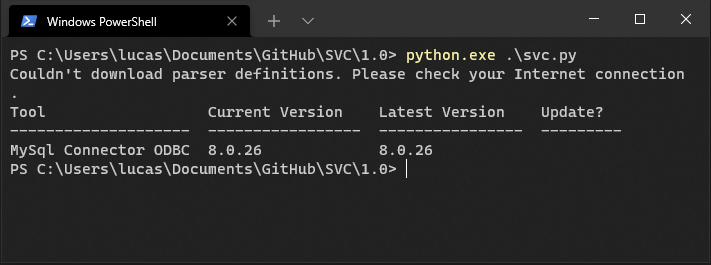 Windows PowerShell
PS C:\Users\lucas\Documents\GitHub\SVC\1.0> python.exe .\svc.py
Couldn't download parser definitions. Please check your Internet connection
.
Tool                  Current Version    Latest Version    Update?
--------------------  -----------------  ----------------  ---------
MySql Connector ODBC  8.0.26             8.0.26
PS C:\Users\lucas\Documents\GitHub\SVC\1.0>